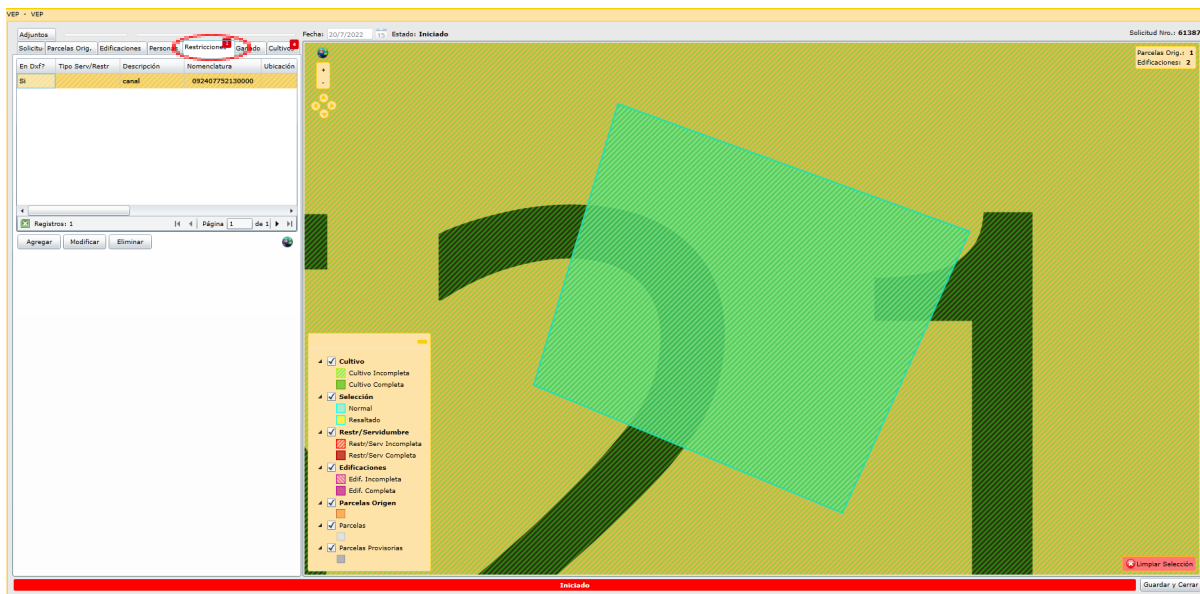 VEP - VEP
Adjuntos
Fecha: 20/7/2022 15 Estado: Iniciado
Solicitud Nro.: 61387
Solicitu Parcelas Orig. Edificaciones Personas Restricciones Ganado Cultivos
En Dxf? Tipo Serv/Restr Descripción Nomenclatura Ubicación
Si canal 092407752130000
Parcelas Orig.: 1
Edificaciones: 2
+
-
21
Registros: 1 Página 1 de 1
Agregar Modificar Eliminar
Cultivo
Cultivo Incompleta
Cultivo Completa
Selección
Normal
Resaltado
Restr/Servidumbre
Restr/Serv Incompleta
Restr/Serv Completa
Edificaciones
Edif. Incompleta
Edif. Completa
Parcelas Origen
Parcelas
Parcelas Provisorias
Limpiar Selección
Iniciado
Guardar y Cerrar